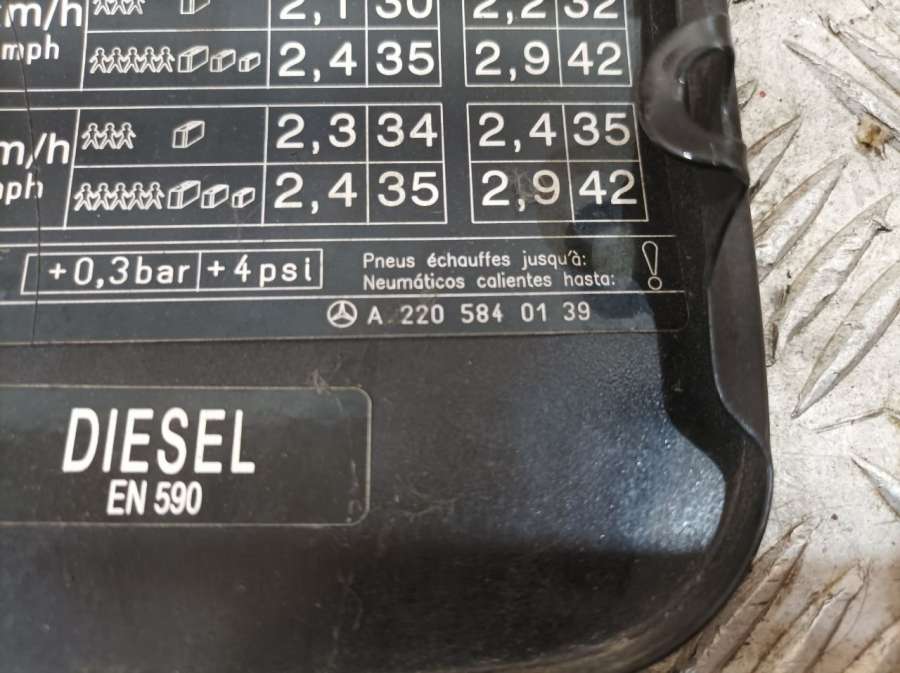 km/h 2,1 30 2,2 32
mph 2,4 35 2,9 42
m/h 2,3 34 2,4 35
mph 2,4 35 2,9 42
+0,3bar +4psi
Pneus échauffes jusqu'à:
Neumáticos calientes hasta: !
A 220 584 01 39
DIESEL
EN 590